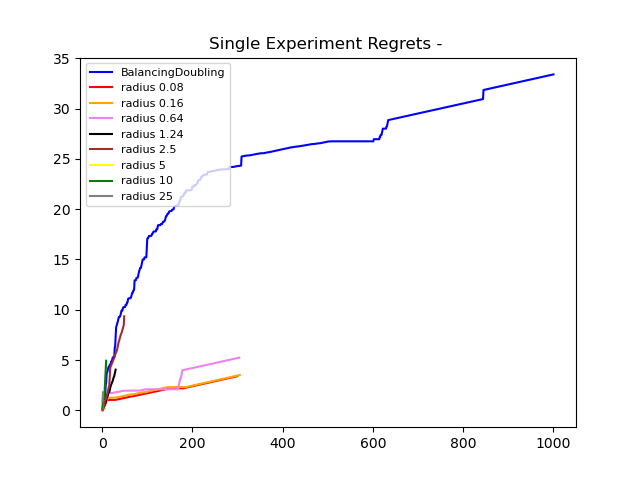 Single Experiment Regrets -
35
30
25
20
15
10
5
0
BalancingDoubling
radius 0.08
radius 0.16
radius 0.64
radius 1.24
radius 2.5
radius 5
radius 10
radius 25
0 200 400 600 800 1000